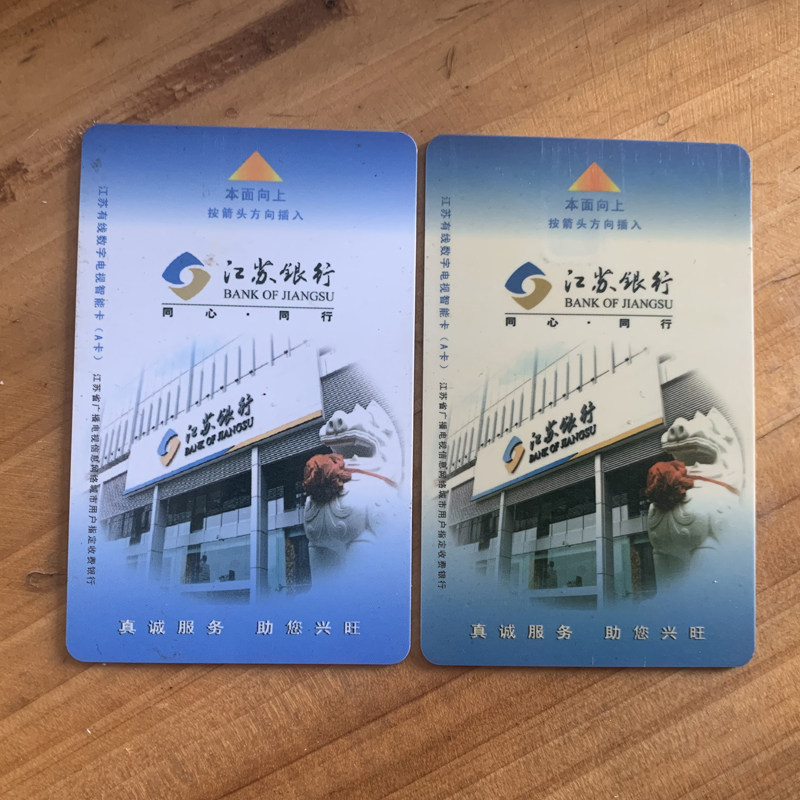 本面向上
按箭头方向插入
江苏银行
BANK OF JIANGSU
同心·同行
江苏有线数字电视智能卡（A卡）
江苏省广播电视信息网络城市用户指定收费银行
江苏银行
BANK OF JIANGSU
真诚服务 助您兴旺
本面向上
按箭头方向插入
江苏银行
BANK OF JIANGSU
同心·同行
江苏有线数字电视智能卡（A卡）
江苏省广播电视信息网络城市用户指定收费银行
江苏银行
BANK OF JIANGSU
真诚服务 助您兴旺